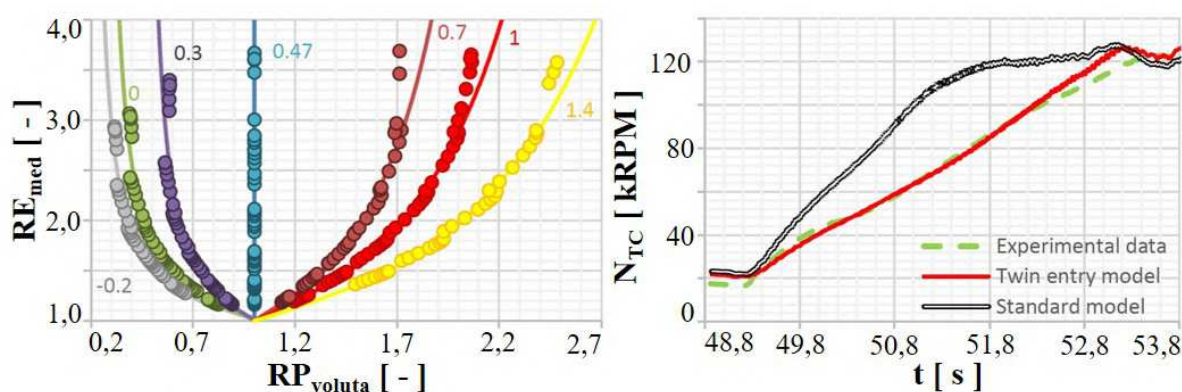 4,0
3,0
2,0
1,0
RE_med [ - ]
0,2 0,7 1,2 1,7 2,2 2,7
RP_voluta [ - ]
-0.2
0
0.3
0.47
0.7
1
1.4
120
80
40
0
N_TC [ kRPM ]
48,8 49,8 50,8 51,8 52,8 53,8
t [ s ]
Experimental data
Twin entry model
Standard model